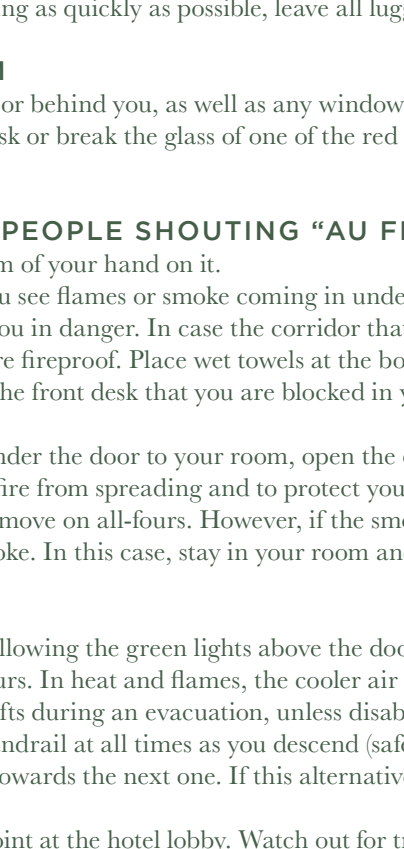 ng as quickly as possible, leave all lugg
or behind you, as well as any window
sk or break the glass of one of the red
PEOPLE SHOUTING “AU F
m of your hand on it.
u see flames or smoke coming in unde
ou in danger. In case the corridor tha
re fireproof. Place wet towels at the bo
he front desk that you are blocked in y
nder the door to your room, open the
fire from spreading and to protect you
move on all-fours. However, if the smo
oke. In this case, stay in your room an
llowing the green lights above the doo
urs. In heat and flames, the cooler air
fts during an evacuation, unless disab
ndrail at all times as you descend (safe
owards the next one. If this alternativ
oint at the hotel lobby. Watch out for t